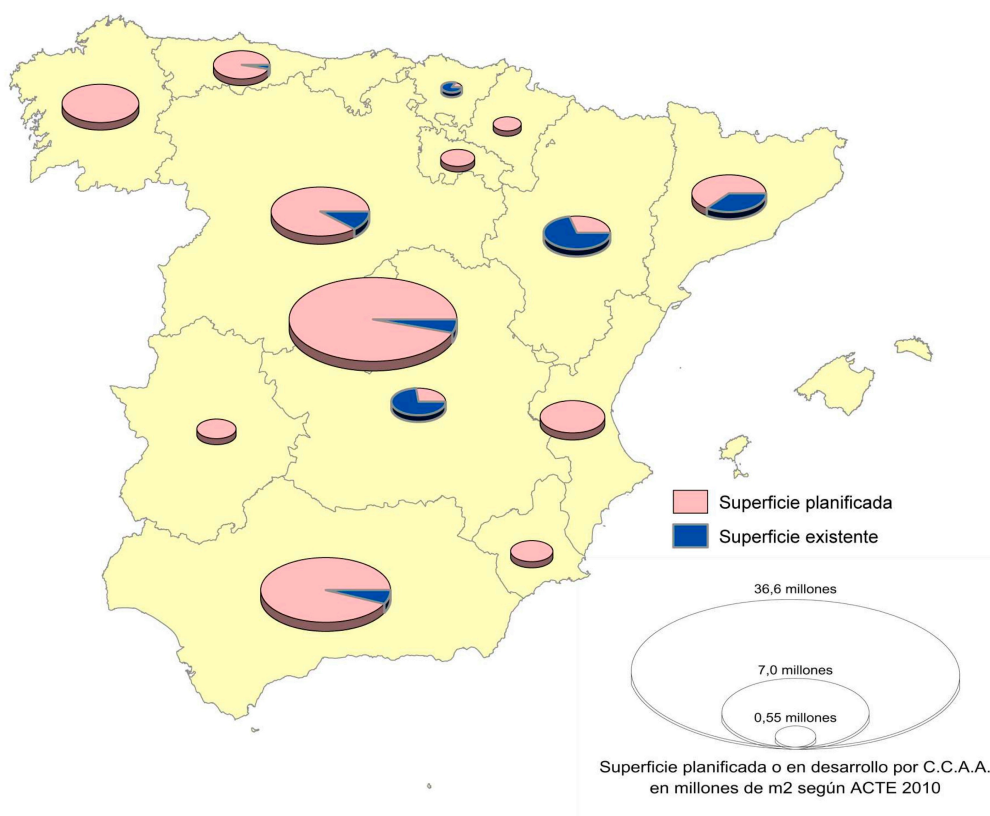 Superficie planificada
Superficie existente
36,6 millones
7,0 millones
0,55 millones
Superficie planificada o en desarrollo por C.C.A.A.
en millones de m2 según ACTE 2010